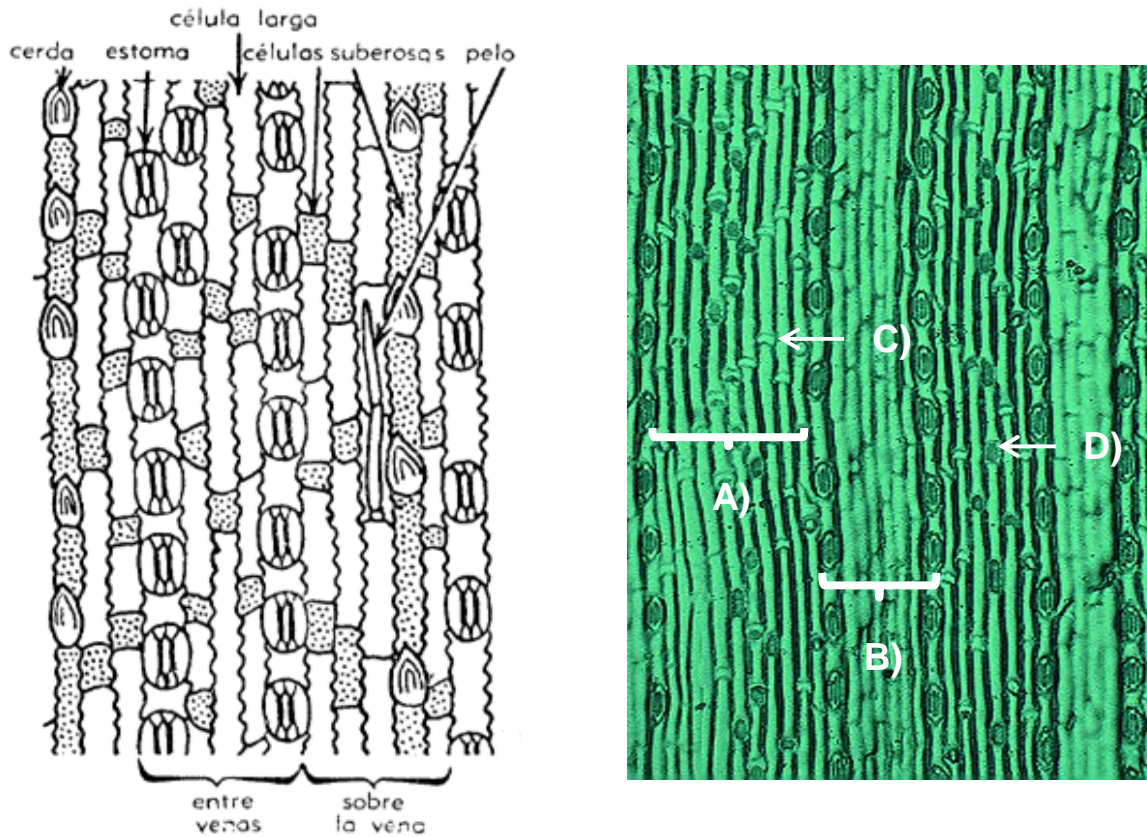 célula larga
cerda estoma células suberosas pelo
entre venas
sobre la vena
A)
B)
C)
D)